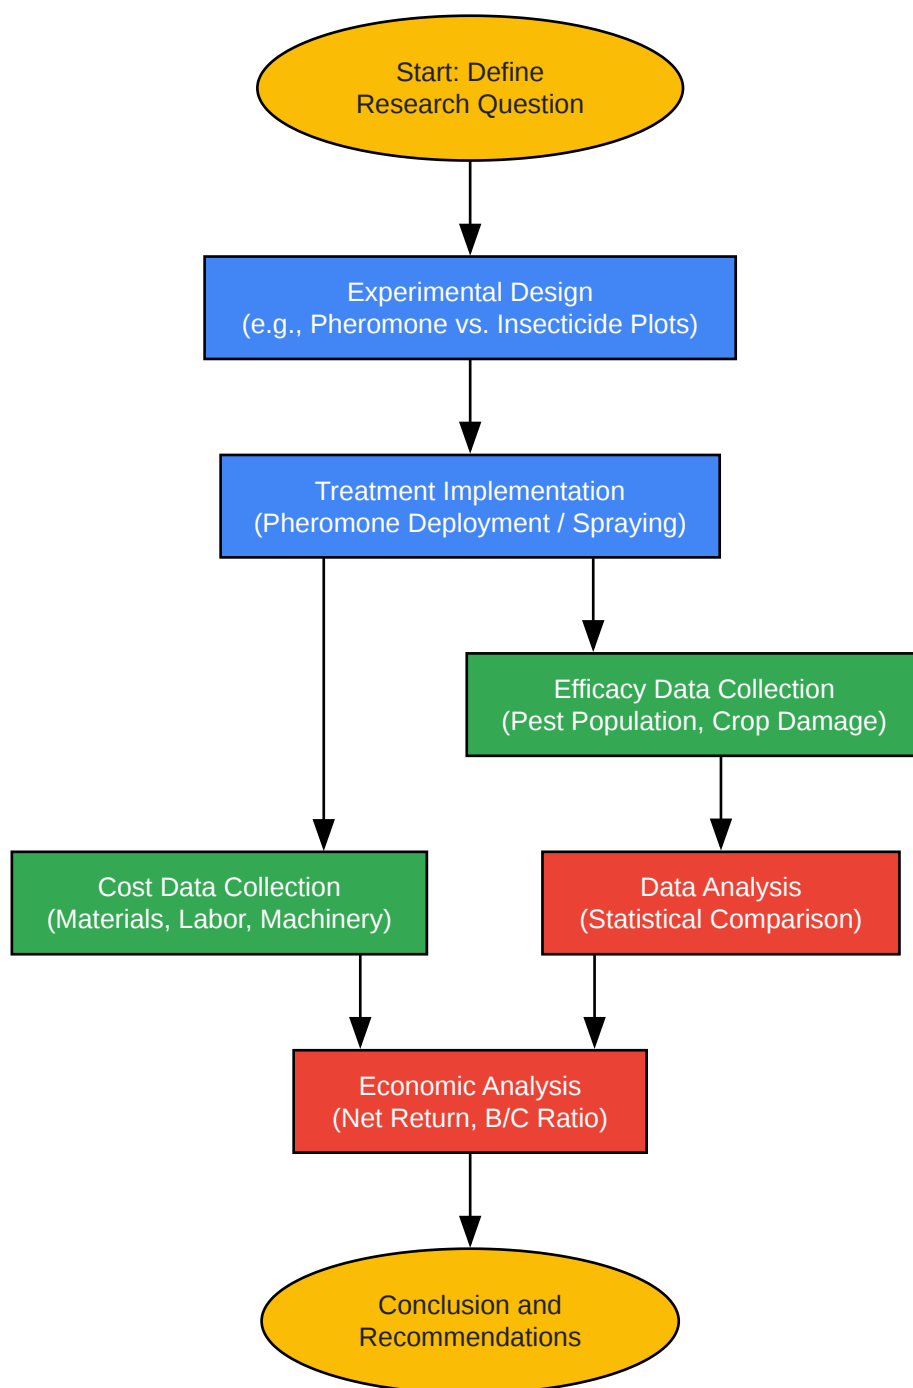 Start: Define
Research Question
Experimental Design
(e.g., Pheromone vs. Insecticide Plots)
Treatment Implementation
(Pheromone Deployment / Spraying)
Efficacy Data Collection
(Pest Population, Crop Damage)
Cost Data Collection
(Materials, Labor, Machinery)
Data Analysis
(Statistical Comparison)
Economic Analysis
(Net Return, B/C Ratio)
Conclusion and
Recommendations